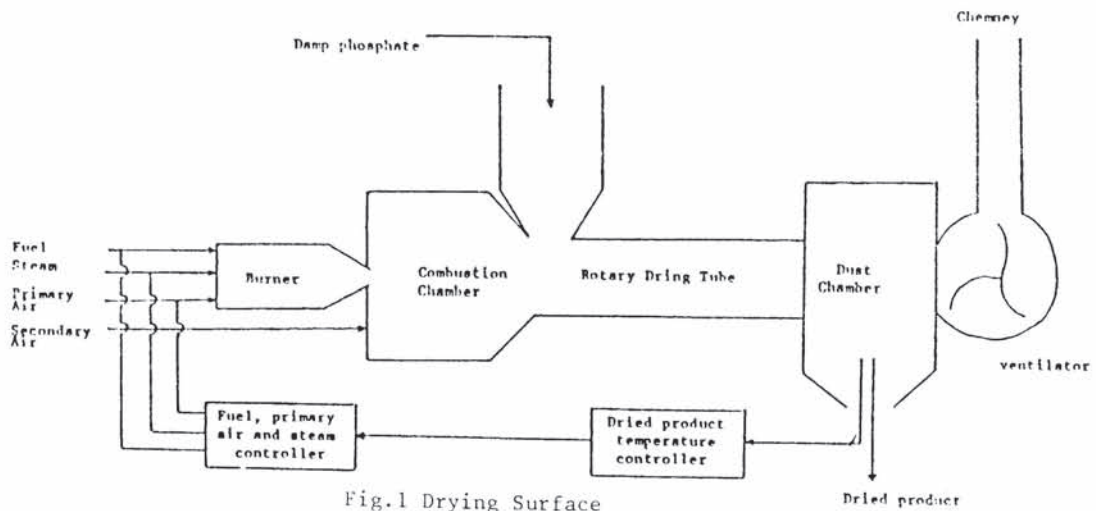 Chemney
Damp phosphate
Fuel
Steam
Primary
Air
Secondary
Air
Burner
Combustion
Chamber
Rotary Dring Tube
Dust
Chamber
ventilator
Fuel, primary
air and steam
controller
Dried product
temperature
controller
Dried product
Fig.1 Drying Surface